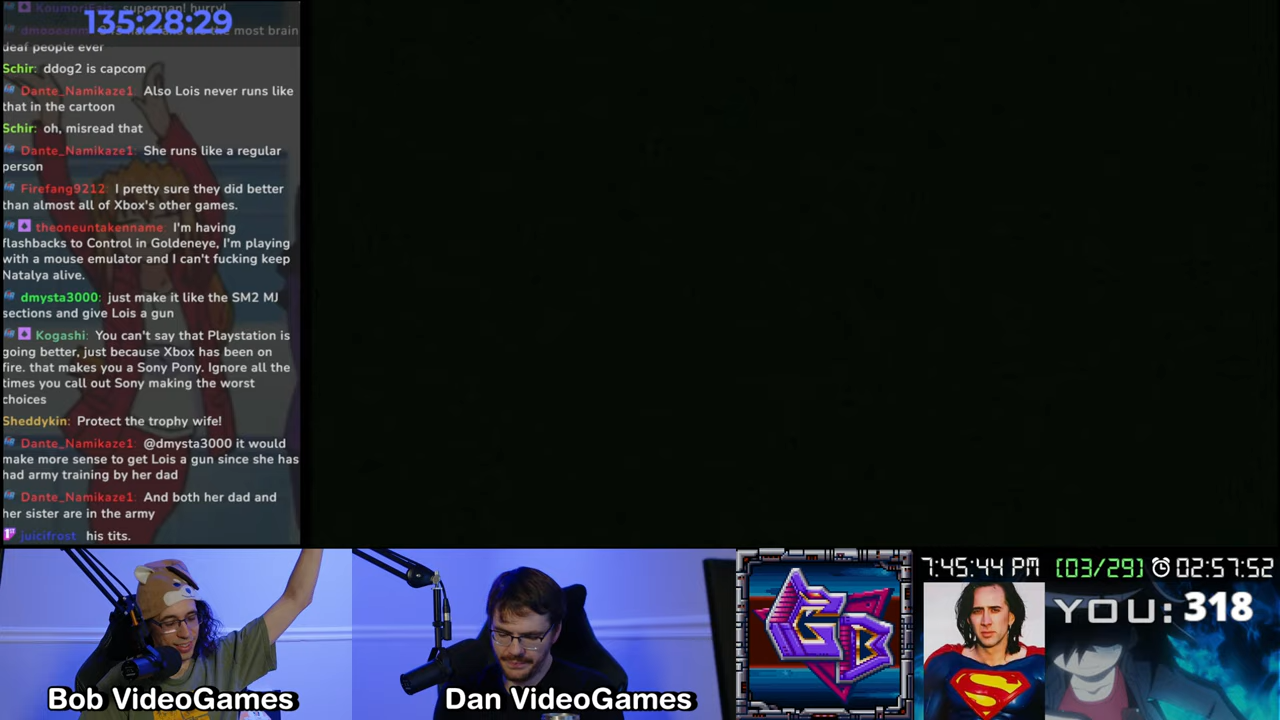 KoumoriFais: superman! hurry!
135:28:29
most brain
deaf people ever
Schir: ddog2 is capcom
Dante_Namikaze1: Also Lois never runs like
that in the cartoon
Schir: oh, misread that
Dante_Namikaze1: She runs like a regular
person
Firefang9212: I pretty sure they did better
than almost all of Xbox's other games.
theoneuntakenname: I'm having
flashbacks to Control in Goldeneye, I'm playing
with a mouse emulator and I can't fucking keep
Natalya alive.
dmysta3000: just make it like the SM2 MJ
sections and give Lois a gun
Kogashi: You can't say that Playstation is
going better, just because Xbox has been on
fire. that makes you a Sony Pony. Ignore all the
times you call out Sony making the worst
choices
Sheddykin: Protect the trophy wife!
Dante_Namikaze1: @dmysta3000 it would
make more sense to get Lois a gun since she has
had army training by her dad
Dante_Namikaze1: And both her dad and
her sister are in the army
juicifrost his tits.
Bob VideoGames
Dan VideoGames
GB
7:45:44 PM [03/29] 02:57:52
YOU: 318